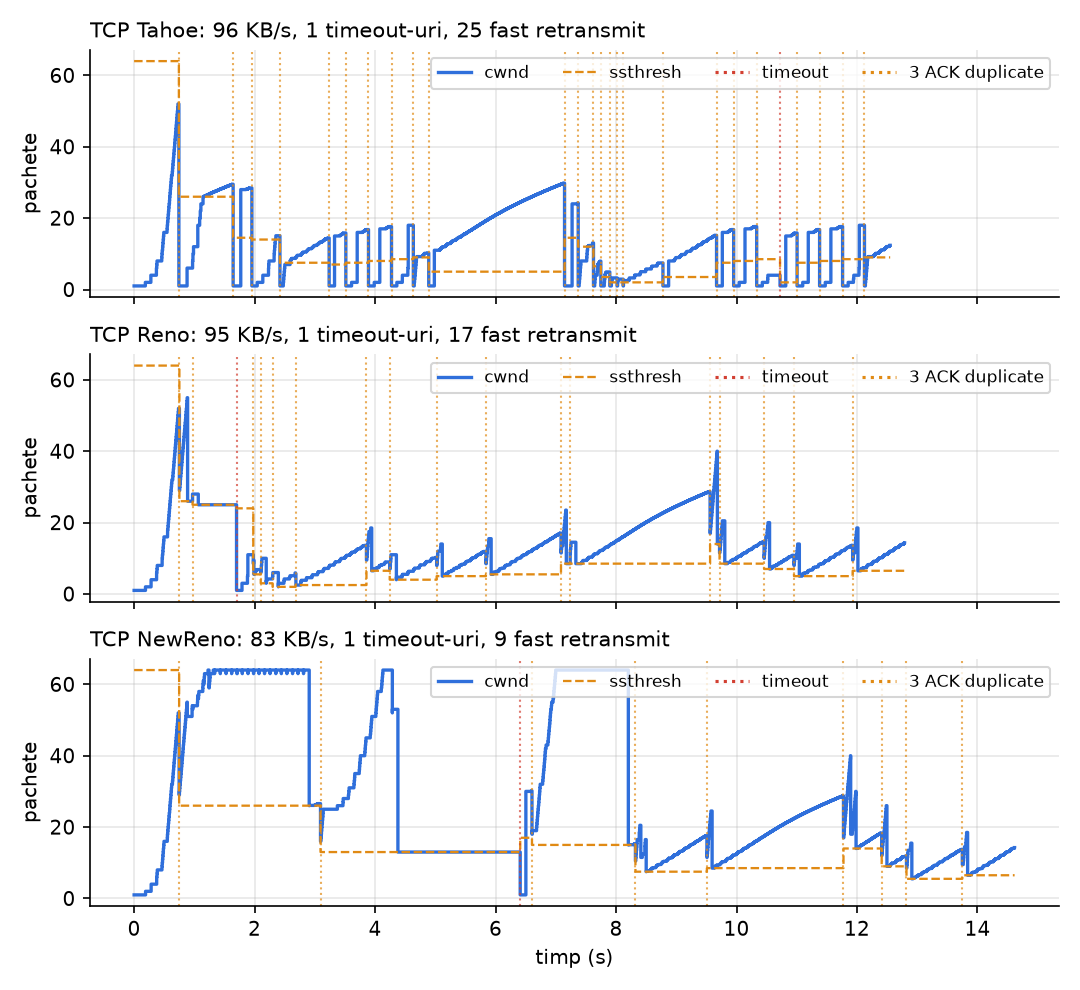 TCP Tahoe: 96 KB/s, 1 timeout-uri, 25 fast retransmit
cwnd ssthresh timeout 3 ACK duplicate
pachete
60
40
20
0
TCP Reno: 95 KB/s, 1 timeout-uri, 17 fast retransmit
cwnd ssthresh timeout 3 ACK duplicate
pachete
60
40
20
0
TCP NewReno: 83 KB/s, 1 timeout-uri, 9 fast retransmit
cwnd ssthresh timeout 3 ACK duplicate
pachete
60
40
20
0
0 2 4 6 8 10 12 14
timp (s)